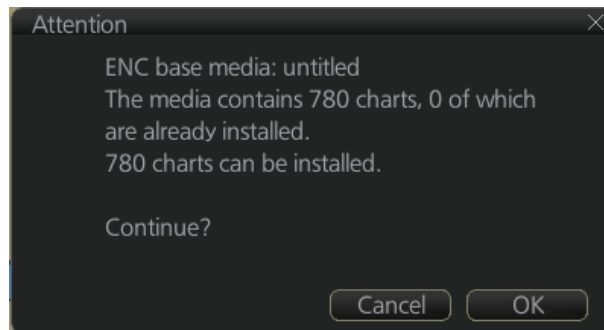 Attention
ENC base media: untitled
The media contains 780 charts, 0 of which
are already installed.
780 charts can be installed.
Continue?
Cancel OK